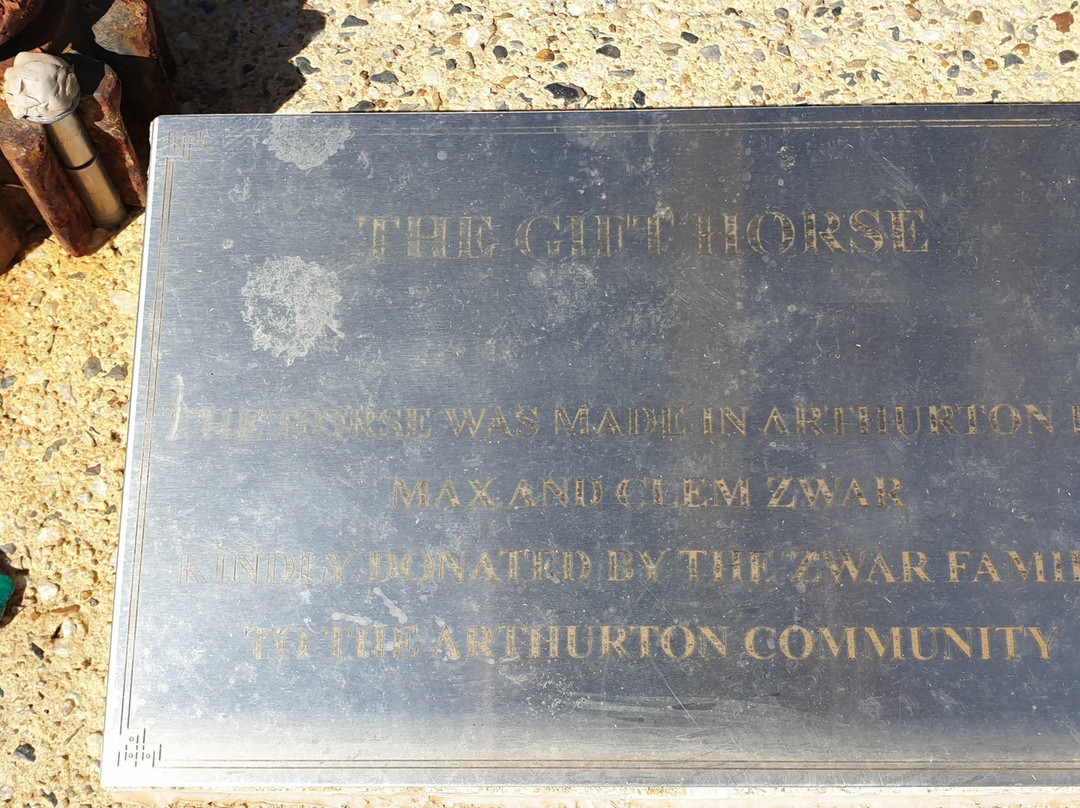 THE GIFT HORSE
THE HORSE WAS MADE IN ARTHURTON
MAX AND CLEM ZWAR
KINDLY DONATED BY THE ZWAR FAMI
TO THE ARTHURTON COMMUNITY